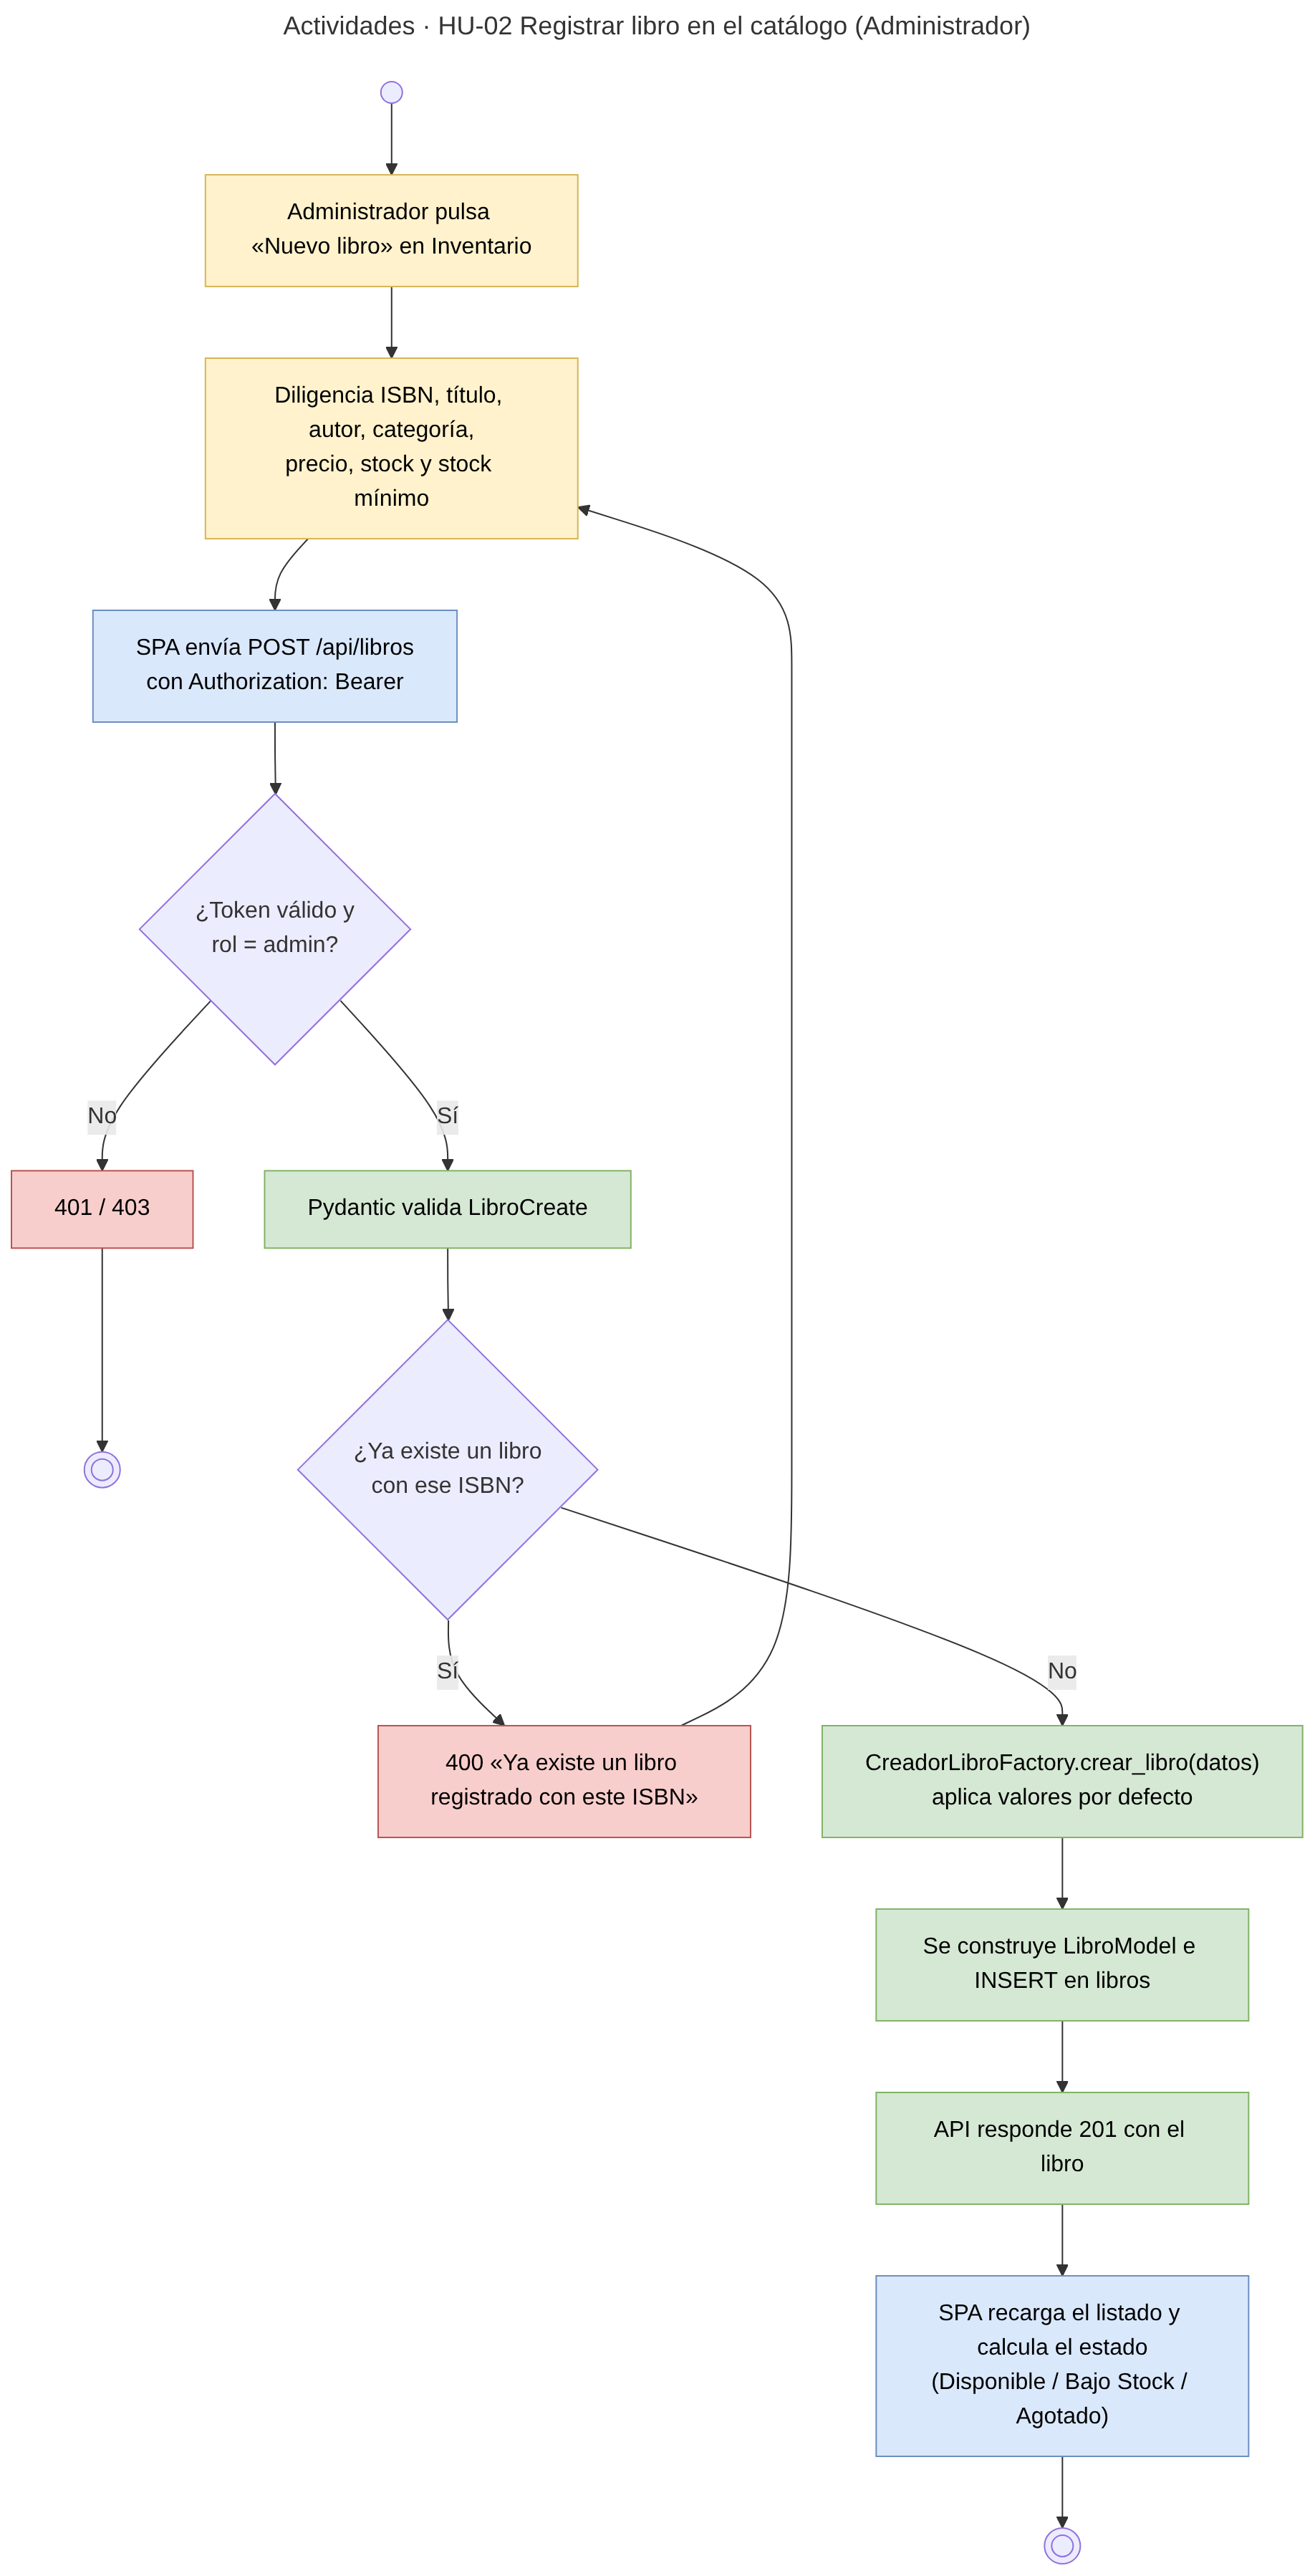 Actividades · HU-02 Registrar libro en el catálogo (Administrador)
Administrador pulsa
«Nuevo libro» en Inventario
Diligencia ISBN, título,
autor, categoría,
precio, stock y stock
mínimo
SPA envía POST /api/libros
con Authorization: Bearer
¿Token válido y
rol = admin?
No
Sí
401 / 403
Pydantic valida LibroCreate
¿Ya existe un libro
con ese ISBN?
Sí
No
400 «Ya existe un libro
registrado con este ISBN»
CreadorLibroFactory.crear_libro(datos)
aplica valores por defecto
Se construye LibroModel e
INSERT en libros
API responde 201 con el
libro
SPA recarga el listado y
calcula el estado
(Disponible / Bajo Stock /
Agotado)